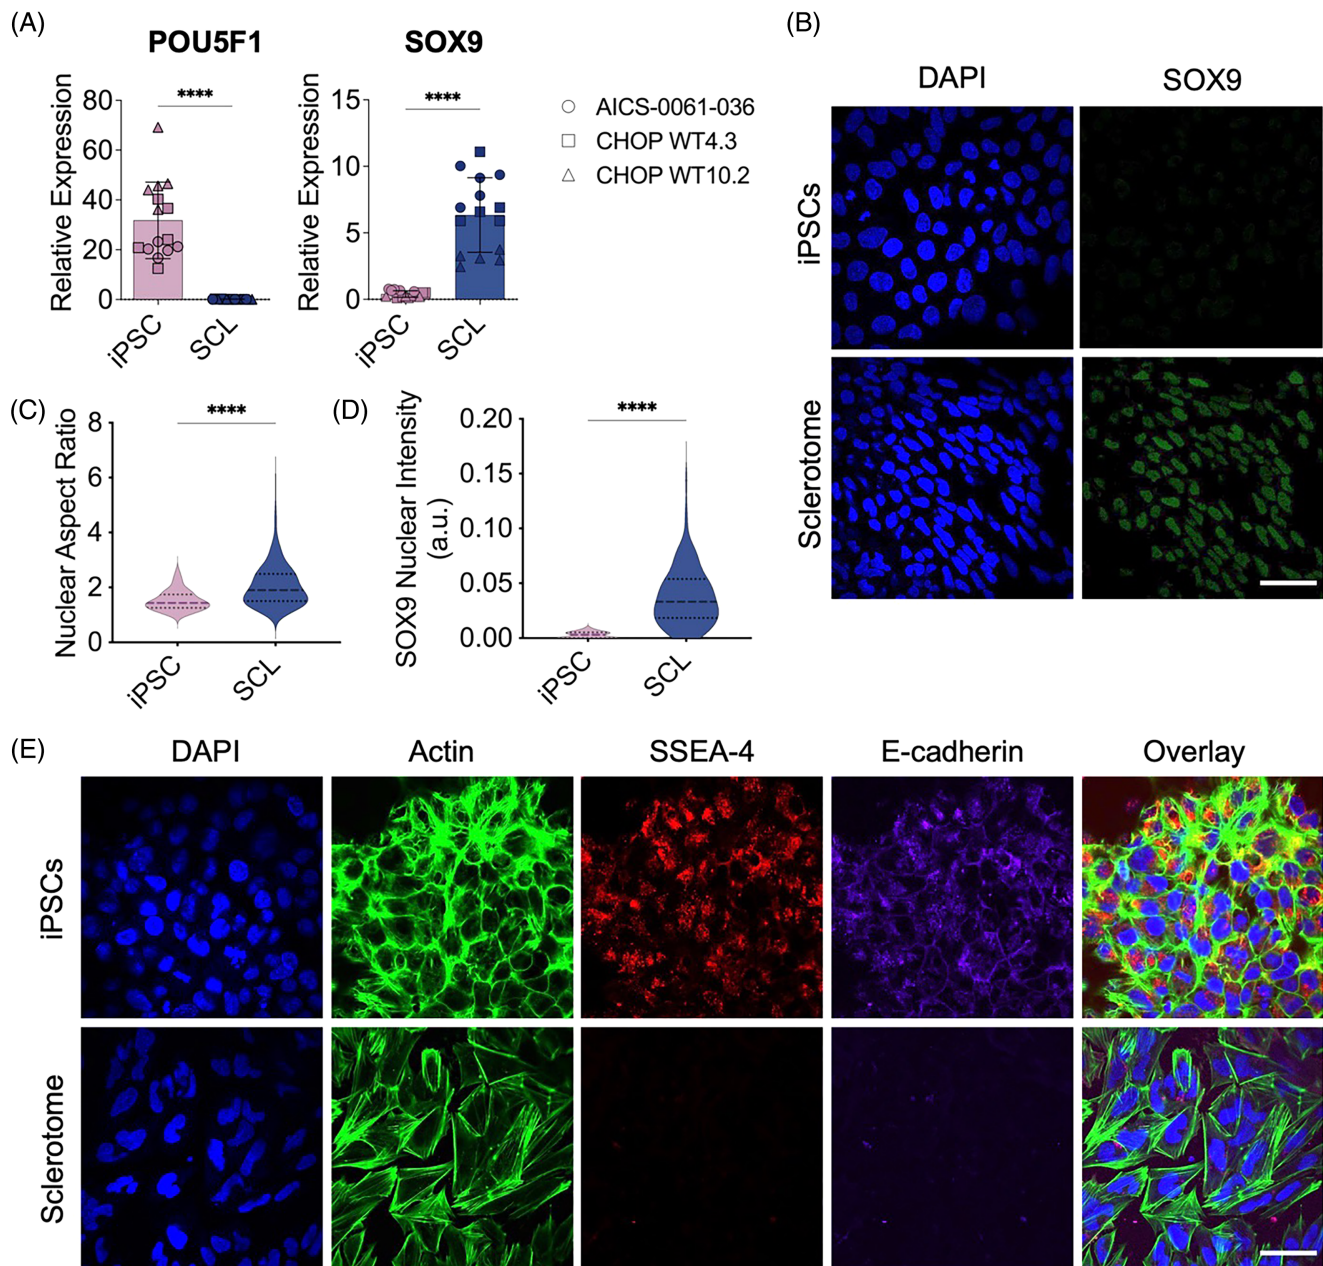 (A)
POU5F1
SOX9
Relative Expression
80
60
40
20
0
****
iPSC
SCL
Relative Expression
15
10
5
0
****
iPSC
SCL
AICS-0061-036
CHOP WT4.3
CHOP WT10.2
(B)
DAPI
SOX9
iPSCs
Sclerotome
(C)
Nuclear Aspect Ratio
8
6
4
2
0
****
iPSC
SCL
(D)
SOX9 Nuclear Intensity
(a.u.)
0.20
0.15
0.10
0.05
0.00
****
iPSC
SCL
(E)
DAPI
Actin
SSEA-4
E-cadherin
Overlay
iPSCs
Sclerotome